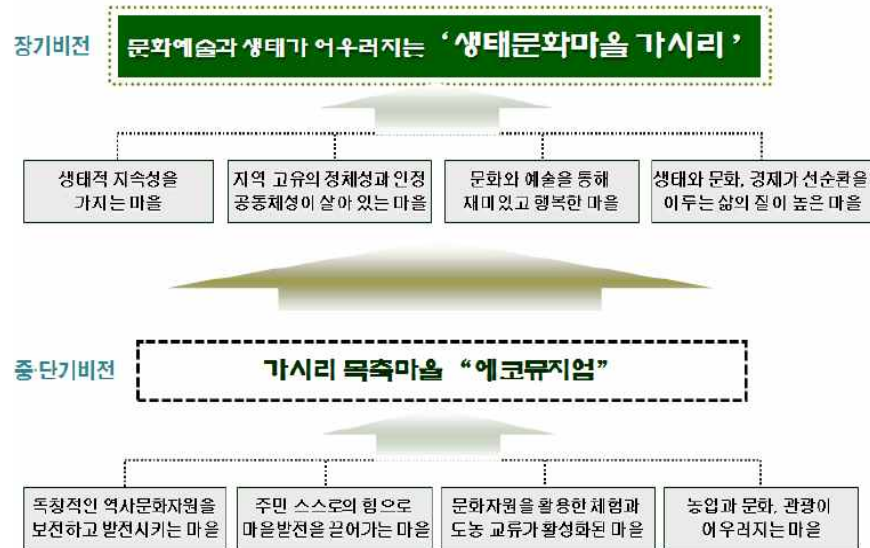 장기비전
문화예술과 생태가 어우러지는 ‘생태문화마을 가시리’
생태적 지속성을
가지는 마을
지역 고유의 정체성과 인정
공동체성이 살아 있는 마을
문화와 예술을 통해
재미있고 행복한 마을
생태와 문화, 경제가 선순환을
이루는 삶의 질이 높은 마을
중·단기비전
가시리 목축마을 “에코뮤지엄”
독창적인 역사문화자원을
보전하고 발전시키는 마을
주민 스스로의 힘으로
마을발전을 끌어가는 마을
문화자원을 활용한 체험과
도농 교류가 활성화된 마을
농업과 문화, 관광이
어우러지는 마을